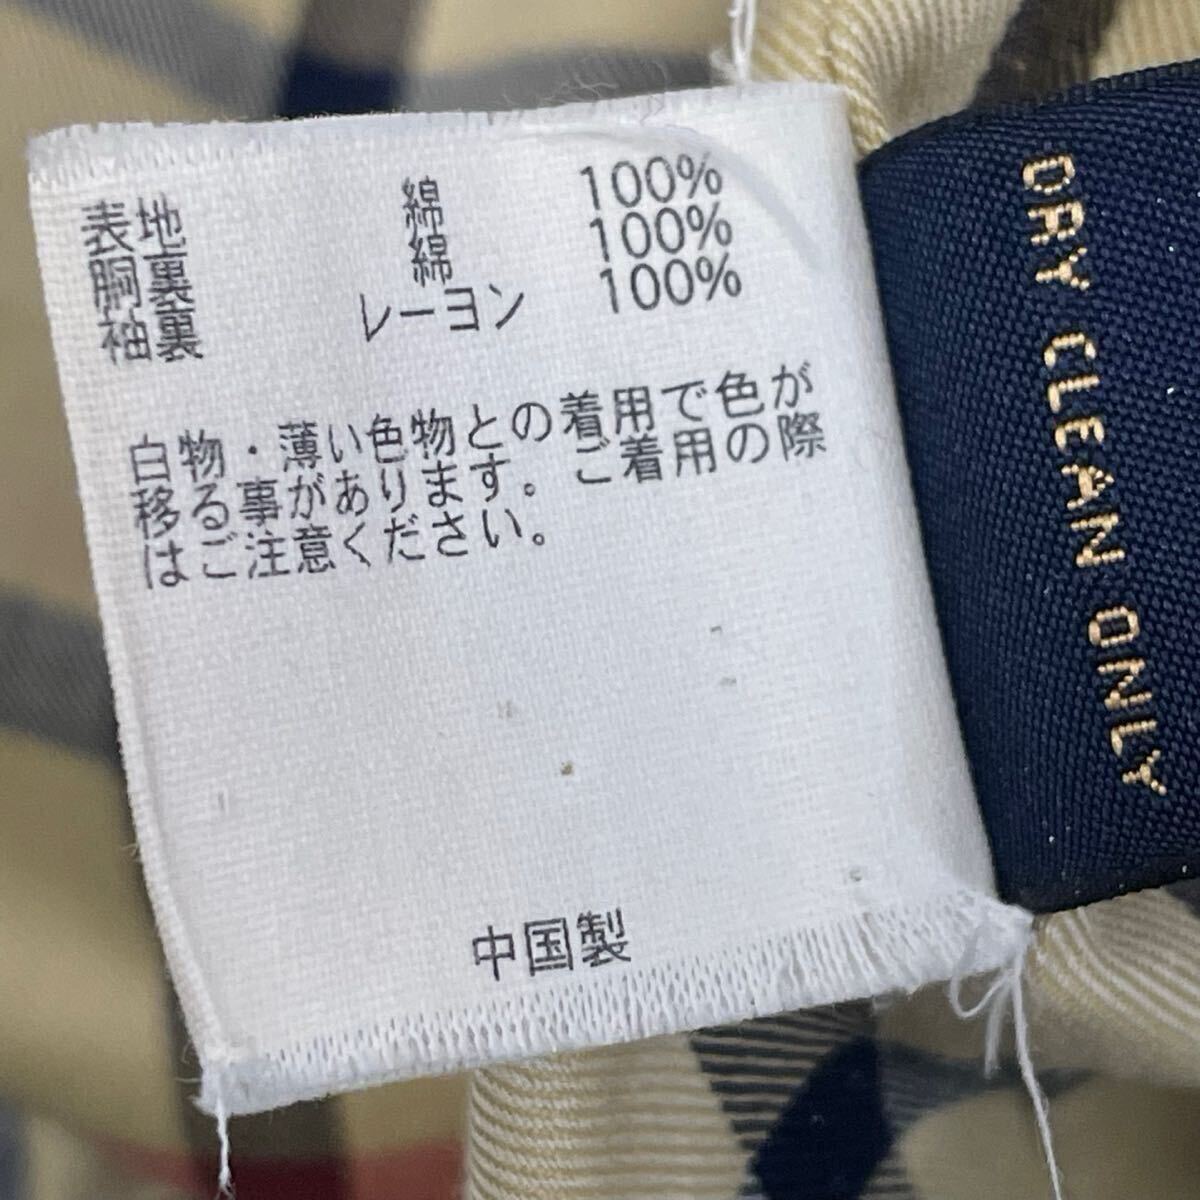 表地 綿 100%
胴裏 綿 100%
袖裏 レーヨン 100%
白物・薄い色物との着用で色が
移る事があります。ご着用の際
はご注意ください。
中国製
DRY CLEAN ONLY